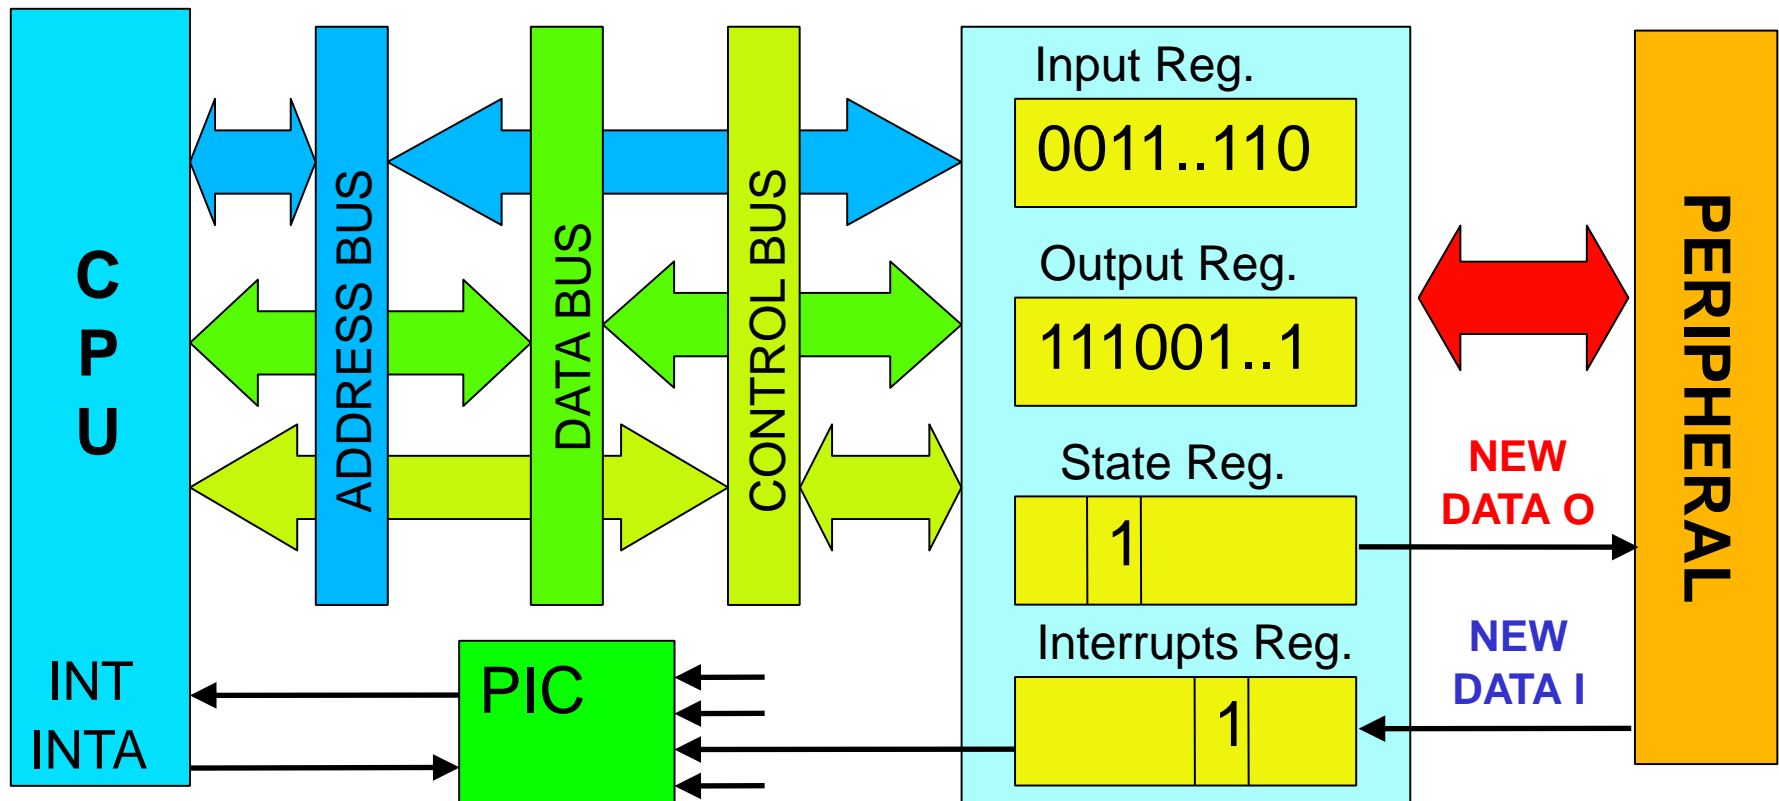 C
P
U
INT
INTA
ADDRESS BUS
DATA BUS
CONTROL BUS
PIC
Input Reg.
0011..110
Output Reg.
111001..1
State Reg.
1
Interrupts Reg.
1
NEW
DATA O
NEW
DATA I
PERIPHERAL